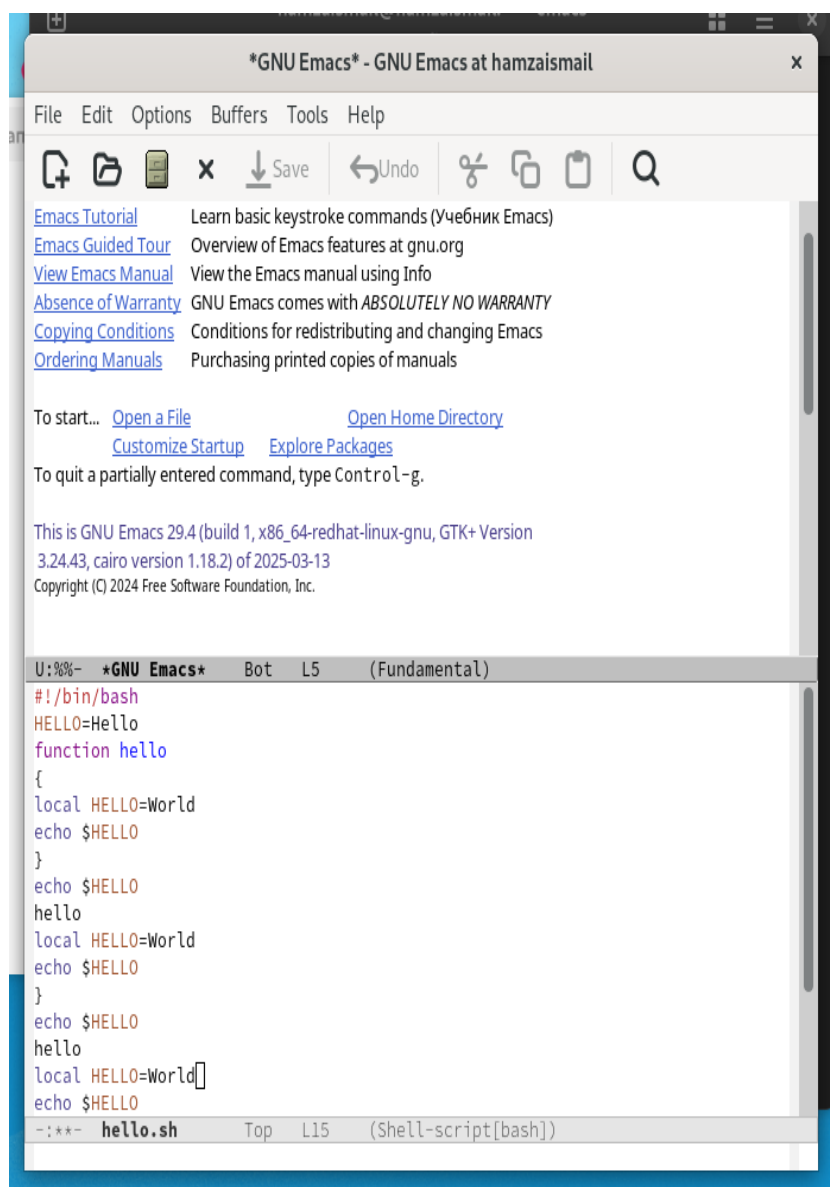 *GNU Emacs* - GNU Emacs at hamzaismail
File Edit Options Buffers Tools Help
Save Undo
Emacs Tutorial Learn basic keystroke commands (Учебник Emacs)
Emacs Guided Tour Overview of Emacs features at gnu.org
View Emacs Manual View the Emacs manual using Info
Absence of Warranty GNU Emacs comes with ABSOLUTELY NO WARRANTY
Copying Conditions Conditions for redistributing and changing Emacs
Ordering Manuals Purchasing printed copies of manuals
To start... Open a File Open Home Directory
Customize Startup Explore Packages
To quit a partially entered command, type Control-g.
This is GNU Emacs 29.4 (build 1, x86_64-redhat-linux-gnu, GTK+ Version
3.24.43, cairo version 1.18.2) of 2025-03-13
Copyright (C) 2024 Free Software Foundation, Inc.
U:%%- *GNU Emacs* Bot L5 (Fundamental)
#!/bin/bash
HELLO=Hello
function hello
{
local HELLO=World
echo $HELLO
}
echo $HELLO
hello
local HELLO=World
echo $HELLO
}
echo $HELLO
hello
local HELLO=World
echo $HELLO
-:**- hello.sh Top L15 (Shell-script[bash])